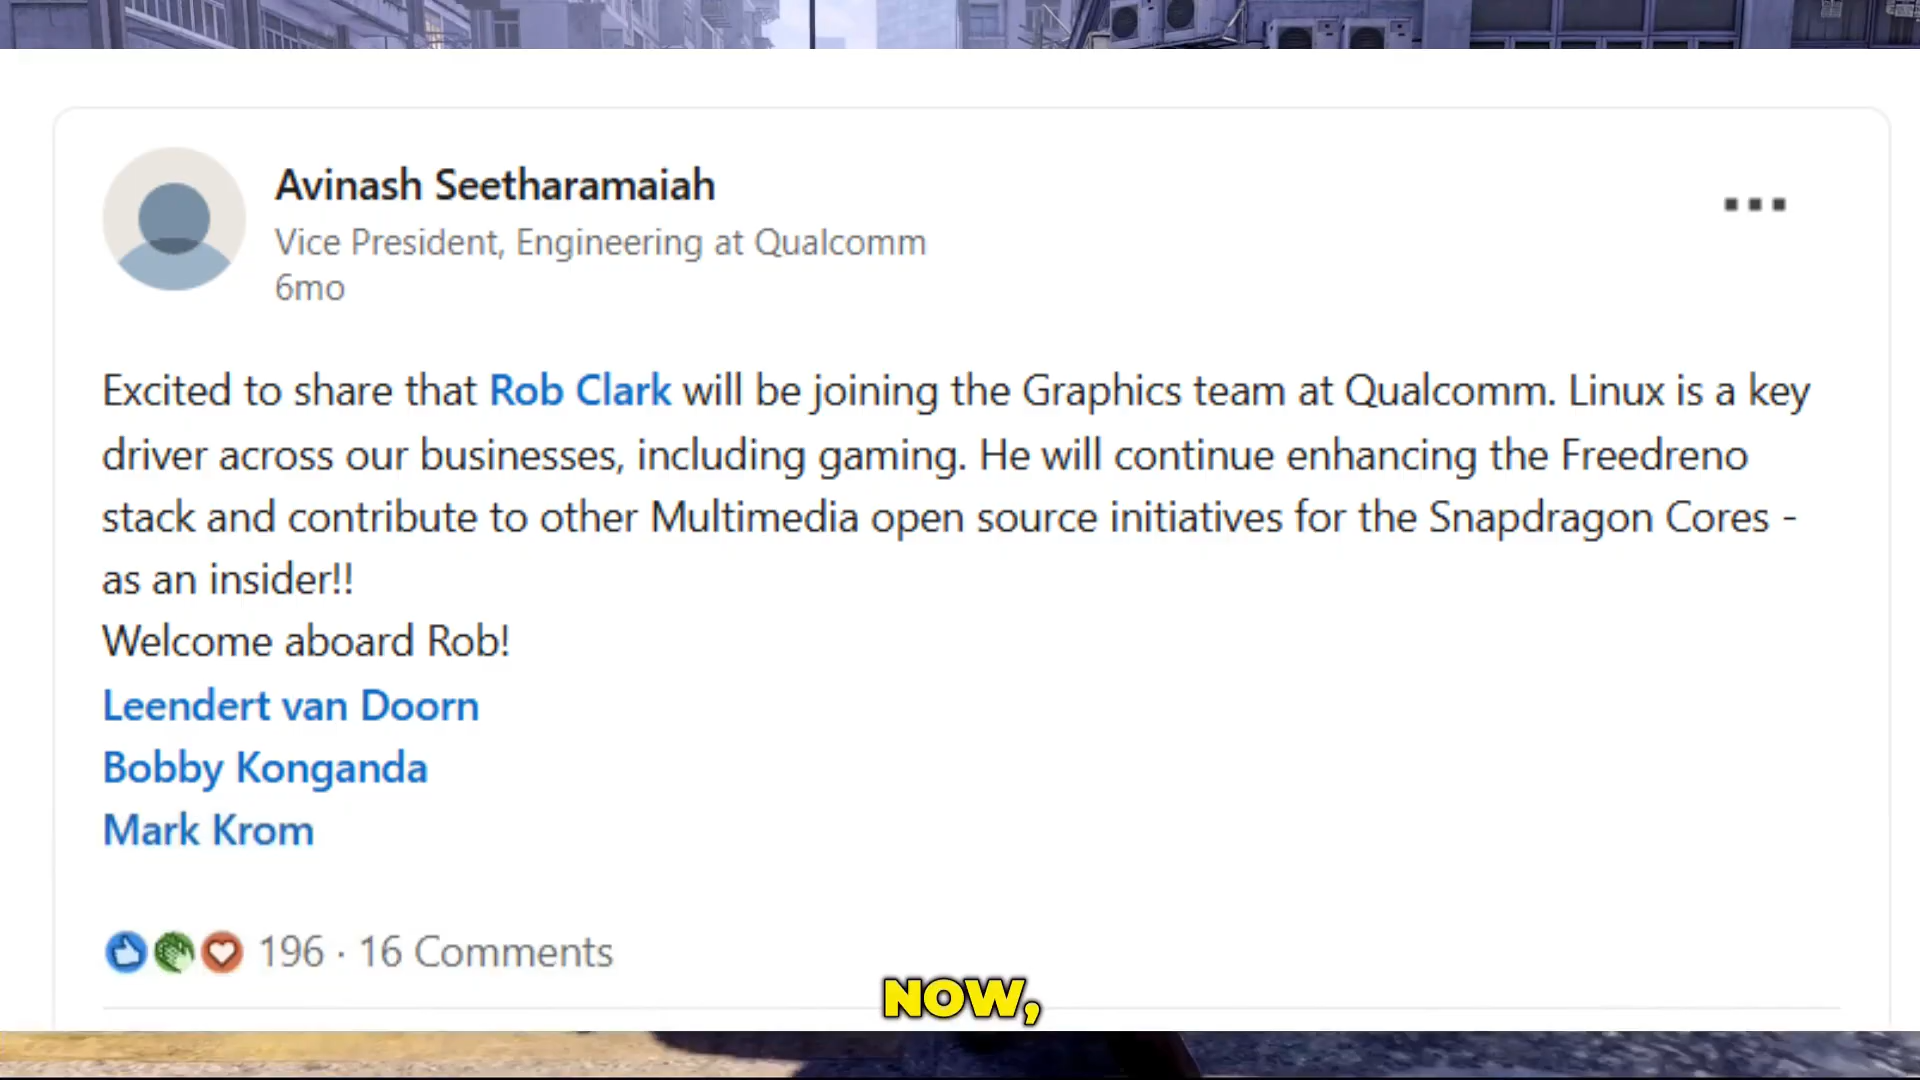 Avinash Seetharamaiah
Vice President, Engineering at Qualcomm
6mo
Excited to share that Rob Clark will be joining the Graphics team at Qualcomm. Linux is a key
driver across our businesses, including gaming. He will continue enhancing the Freedreno
stack and contribute to other Multimedia open source initiatives for the Snapdragon Cores -
as an insider!!
Welcome aboard Rob!
Leendert van Doorn
Bobby Konganda
Mark Krom
196 · 16 Comments
NOW,